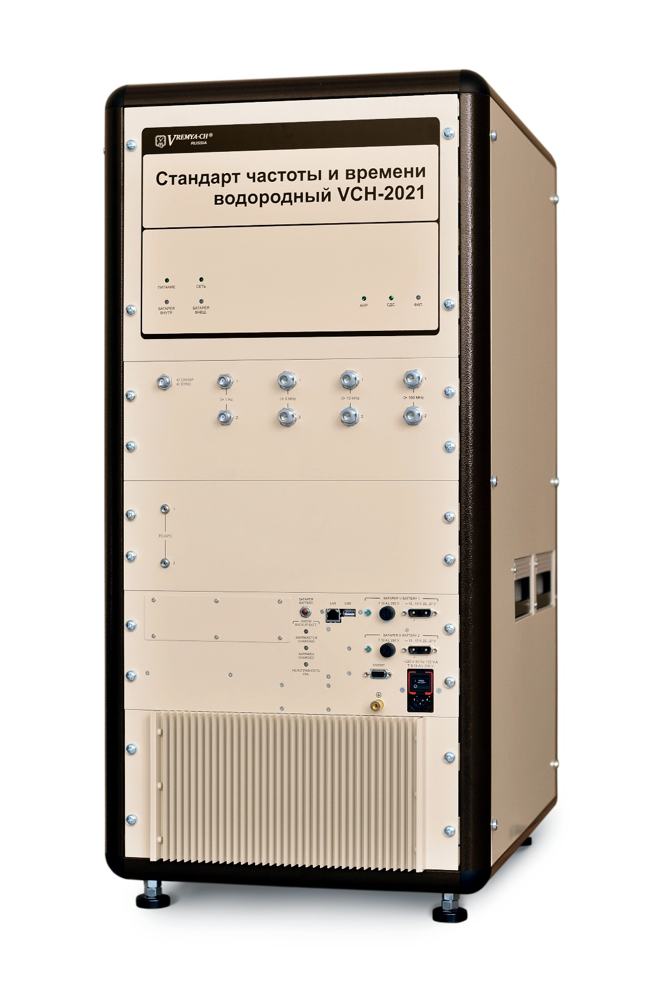 VREMYA-CH®
RUSSIA
Стандарт частоты и времени
водородный VCH-2021
ПИТАНИЕ
СЕТЬ
БАТАРЕЯ
ВНУТР.
БАТАРЕЯ
ВНЕШ.
АНР
СДС
ФАП
СИНХР
SYNC
1
1 Hz
2
1
5 MHz
2
1
10 MHz
2
1
100 MHz
2
1
FC/APC
2
БАТАРЕЯ
BATTERY
АККУМ
BACKUP BATT.
ЗАРЯЖАЕТСЯ
CHARGING
ЗАРЯЖЕН
CHARGED
НЕИСПРАВНОСТЬ
FAIL
LAN
USB
БАТАРЕЯ 1/ BATTERY 1
T 10 A L 250 V
12...15 V, 22...27 V
БАТАРЕЯ 2/ BATTERY 2
T 10 A L 250 V
12...15 V, 22...27 V
RS232C
~220 V 50 Hz 120 V·A
T 3,15 A L 250 V